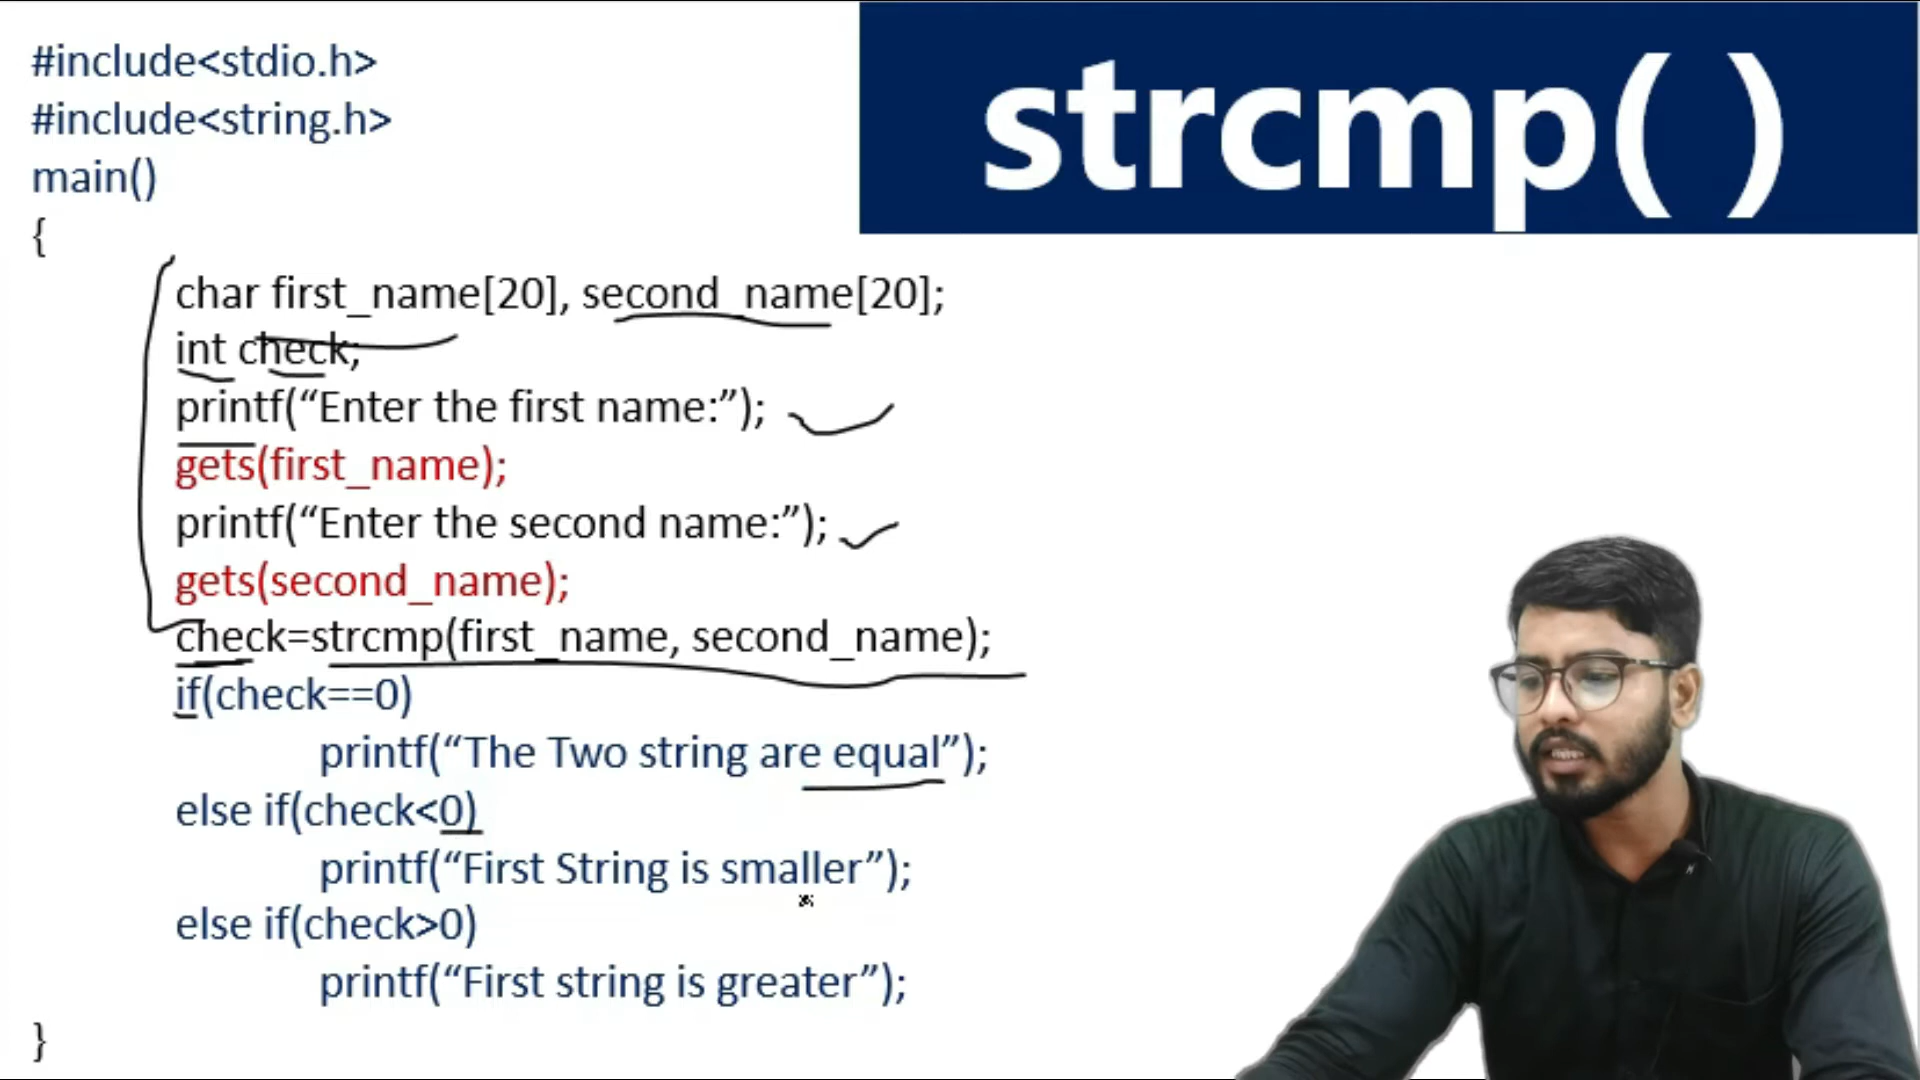 #include<stdio.h>
#include<string.h>
main()
{
strcmp( )
char first_name[20], second_name[20];
int check;
printf(“Enter the first name:”);
gets(first_name);
printf(“Enter the second name:”);
gets(second_name);
check=strcmp(first_name, second_name);
if(check==0)
printf(“The Two string are equal”);
else if(check<0)
printf(“First String is smaller”);
else if(check>0)
printf(“First string is greater”);
}